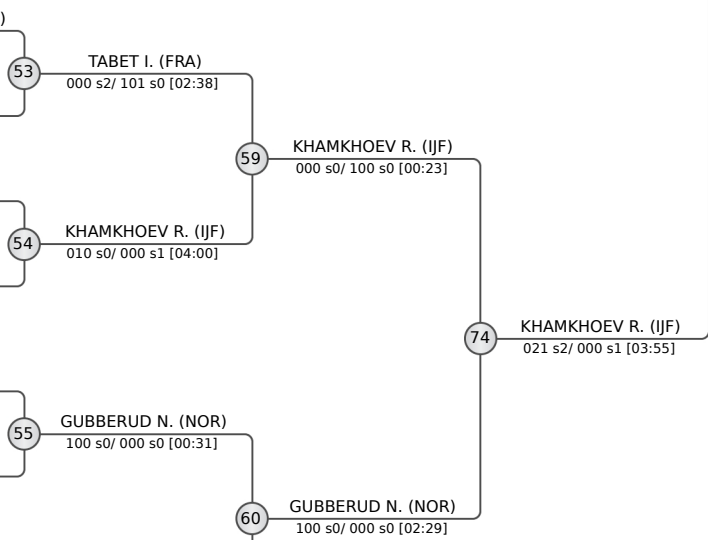 )
53
TABET I. (FRA)
000 s2/ 101 s0 [02:38]
59
KHAMKHOEV R. (IJF)
000 s0/ 100 s0 [00:23]
54
KHAMKHOEV R. (IJF)
010 s0/ 000 s1 [04:00]
74
KHAMKHOEV R. (IJF)
021 s2/ 000 s1 [03:55]
55
GUBBERUD N. (NOR)
100 s0/ 000 s0 [00:31]
60
GUBBERUD N. (NOR)
100 s0/ 000 s0 [02:29]